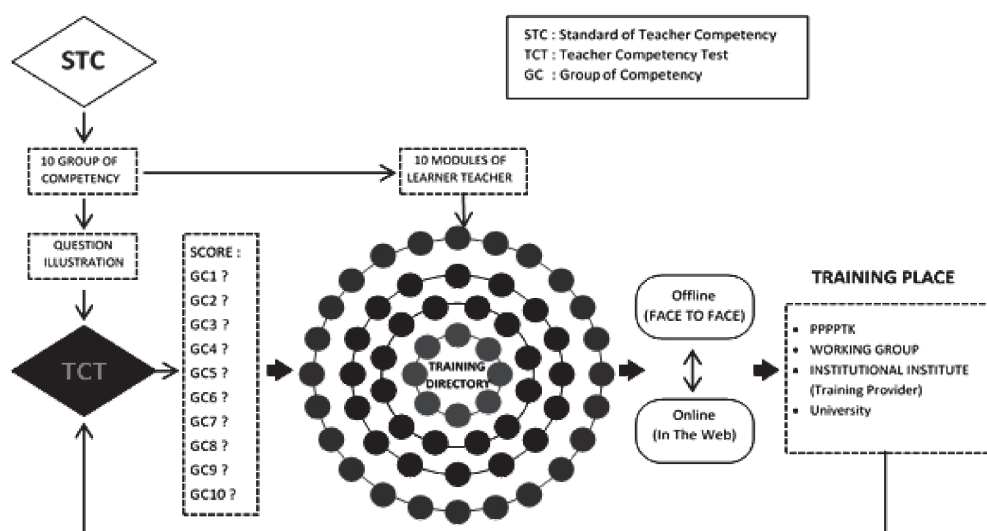 STC
STC : Standard of Teacher Competency
TCT : Teacher Competency Test
GC : Group of Competency
10 GROUP OF
COMPETENCY
10 MODULES OF
LEARNER TEACHER
QUESTION
ILLUSTRATION
TCT
SCORE :
GC1 ?
GC2 ?
GC3 ?
GC4 ?
GC5 ?
GC6 ?
GC7 ?
GC8 ?
GC9 ?
GC10 ?
TRAINING
DIRECTORY
Offline
(FACE TO FACE)
Online
(In The Web)
TRAINING PLACE
• PPPPTK
• WORKING GROUP
• INSTITUTIONAL INSTITUTE
(Training Provider)
• University